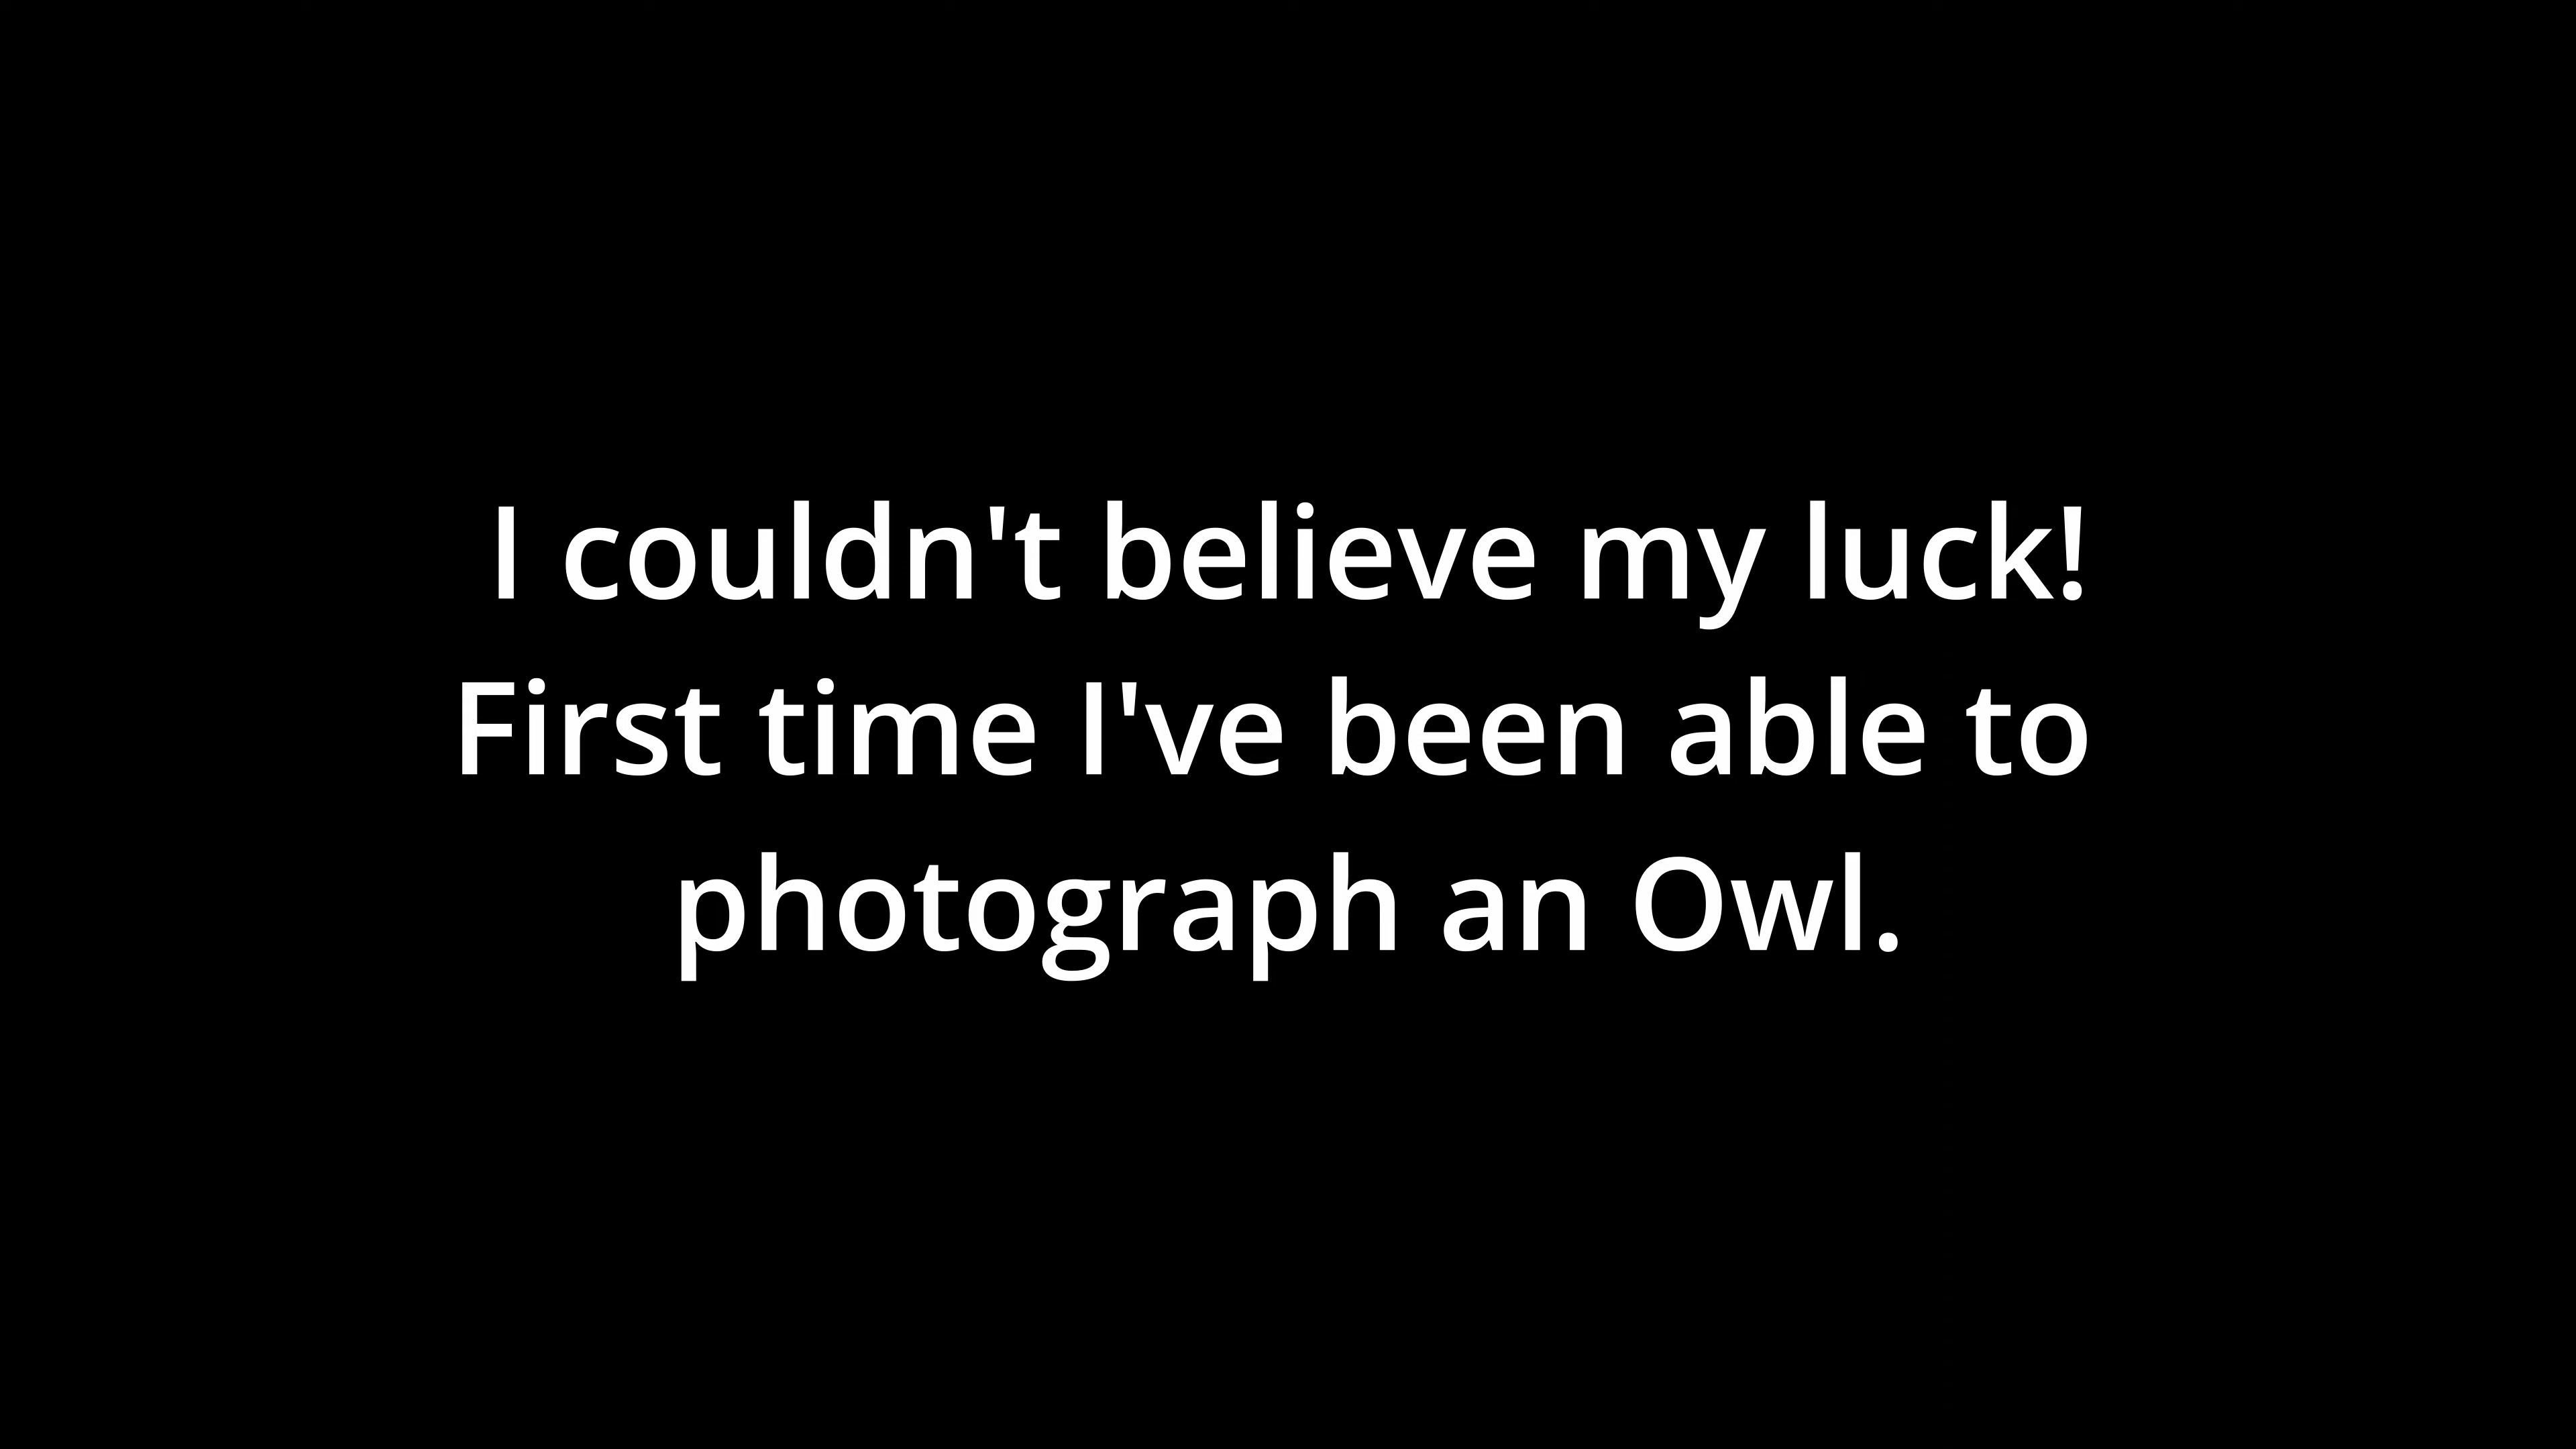 I couldn't believe my luck!
First time I've been able to
photograph an Owl.